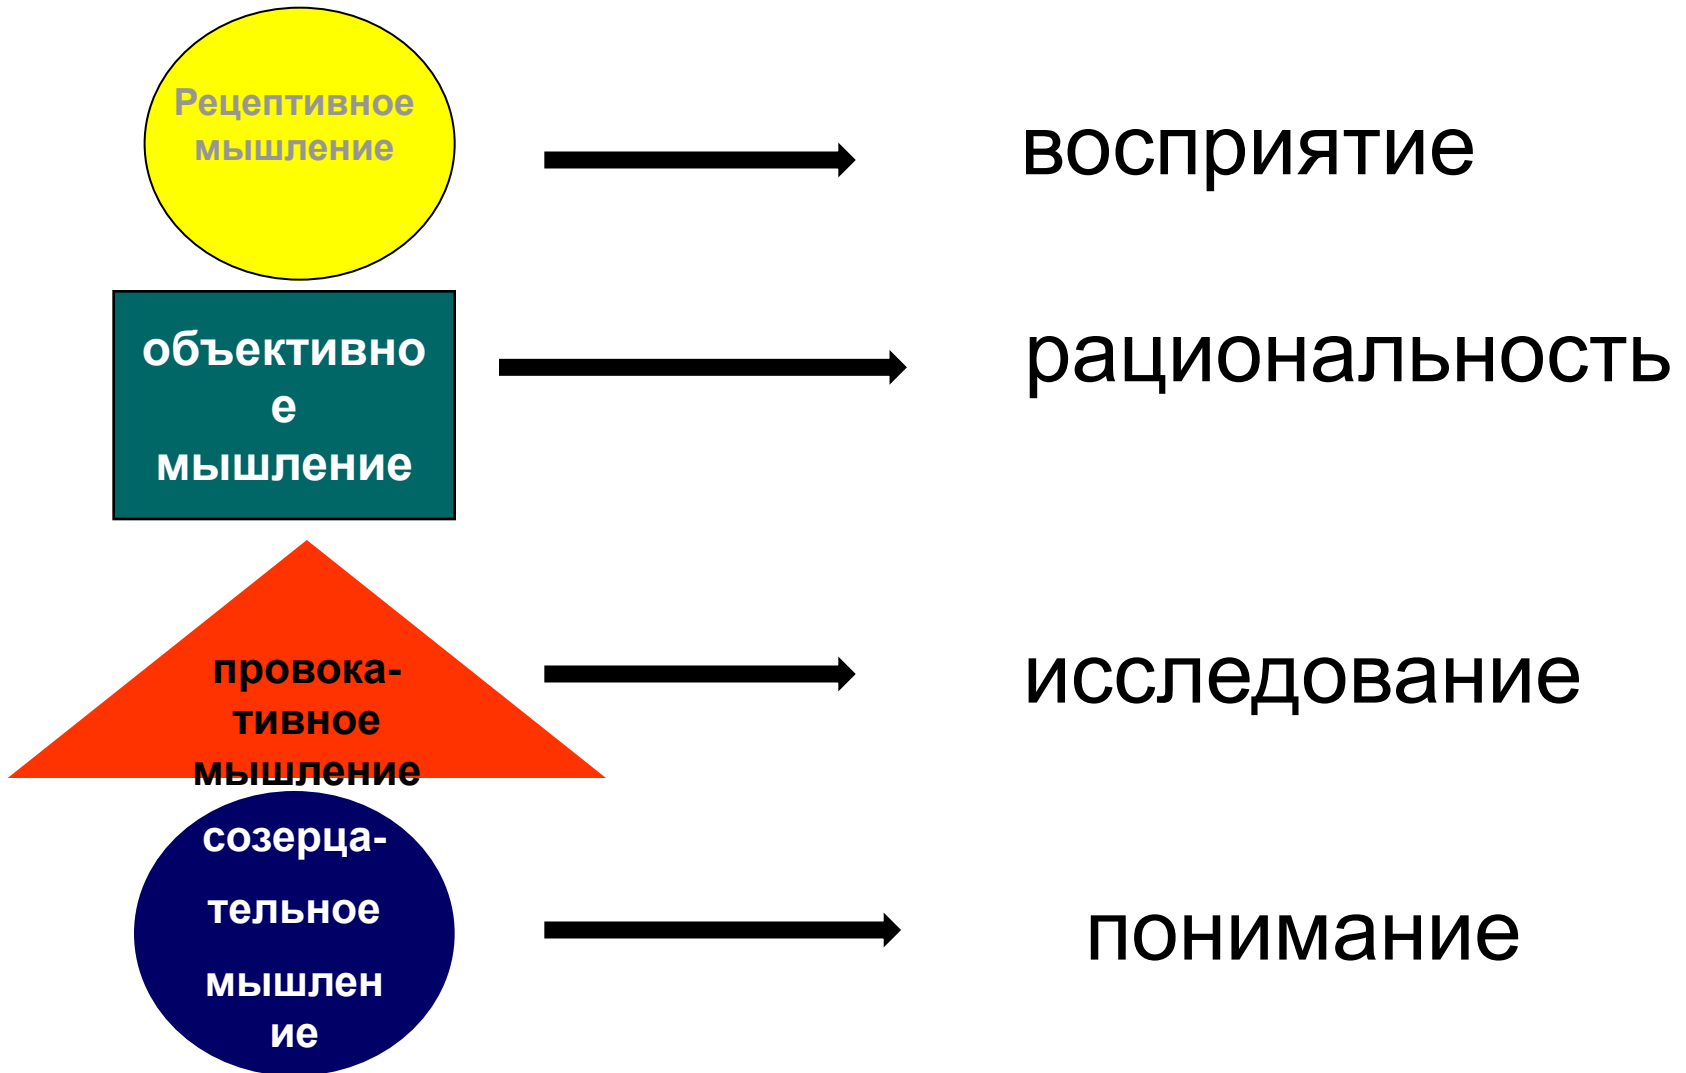 Рецептивное
мышление
восприятие
объективно
е
мышление
рациональность
провока-
тивное
мышление
исследование
созерца-
тельное
мышлен
ие
понимание